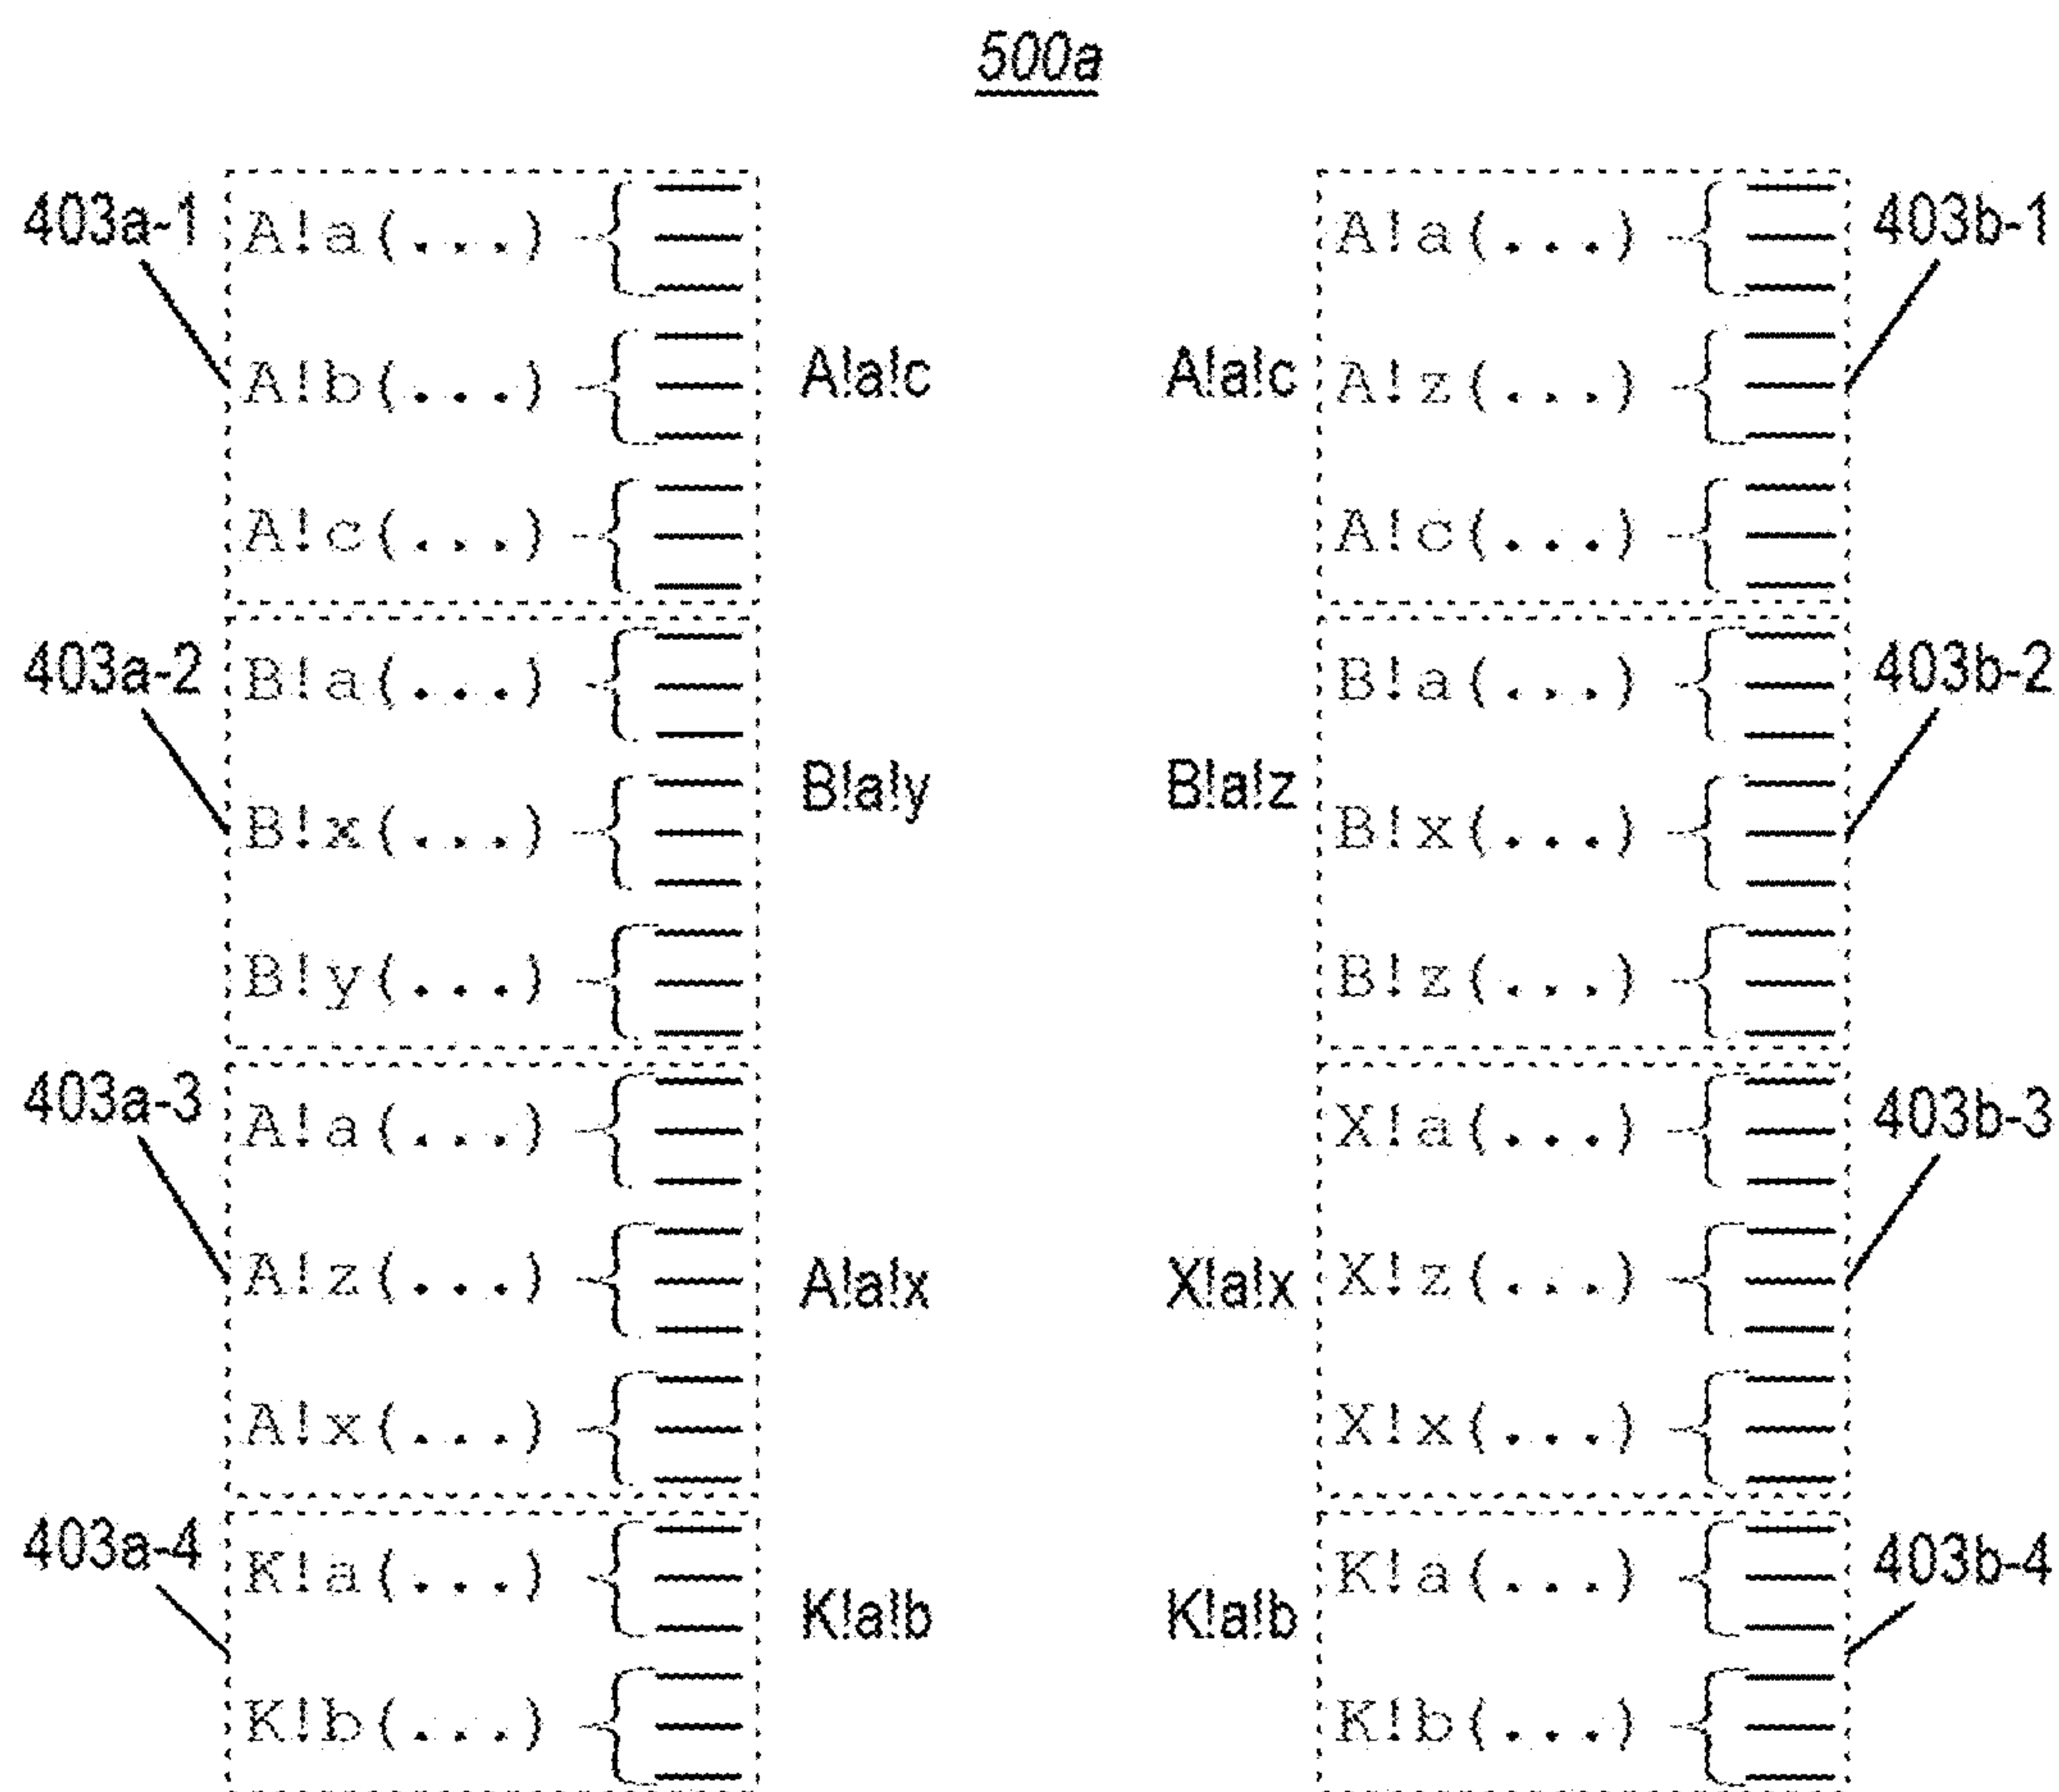 500a
403a-1 A!a(...) A!a(...) 403b-1
A!b(...) A!a!c A!a!c A!z(...)
A!c(...) A!c(...)
403a-2 B!a(...) B!a(...) 403b-2
B!x(...) B!a!y B!a!z B!x(...)
B!y(...) B!z(...)
403a-3 A!a(...) X!a(...) 403b-3
A!z(...) A!a!x X!a!x X!z(...)
A!x(...) X!x(...)
403a-4 K!a(...) K!a!b K!a!b K!a(...) 403b-4
K!b(...) K!b(...)